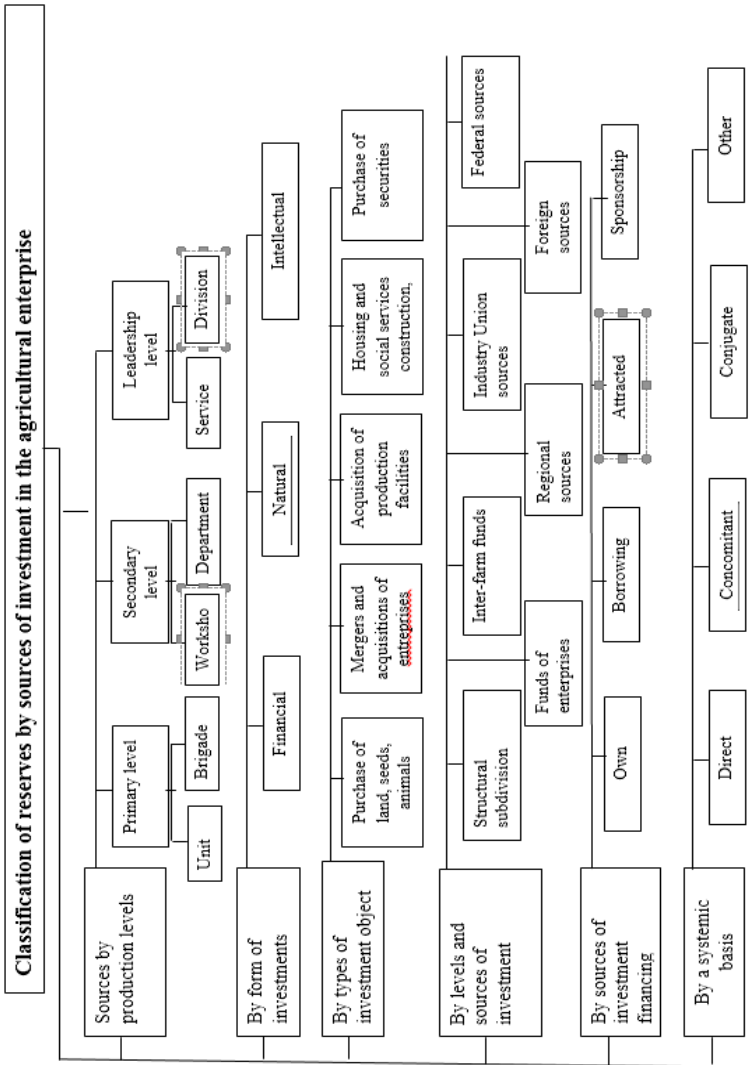 Classification of reserves by sources of investment in the agricultural enterprise
Sources by
production levels
Primary level
Unit
Brigade
Secondary
level
Worksho
Department
Leadership
level
Service
Division
By form of
investments
Financial
Natural
Intellectual
By types of
investment object
Purchase of
land, seeds,
animals
Mergers and
acquisitions of
entreprises
Acquisition of
production
facilities
Housing and
social services
construction,
Purchase of
securities
By levels and
sources of
investment
Structural
subdivision
Funds of
enterprises
Inter-farm funds
Regional
sources
Industry Union
sources
Foreign
sources
Federal sources
By sources of
investment
financing
Own
Borrowing
Attracted
Sponsorship
By a systemic
basis
Direct
Concomitant
Conjugate
Other